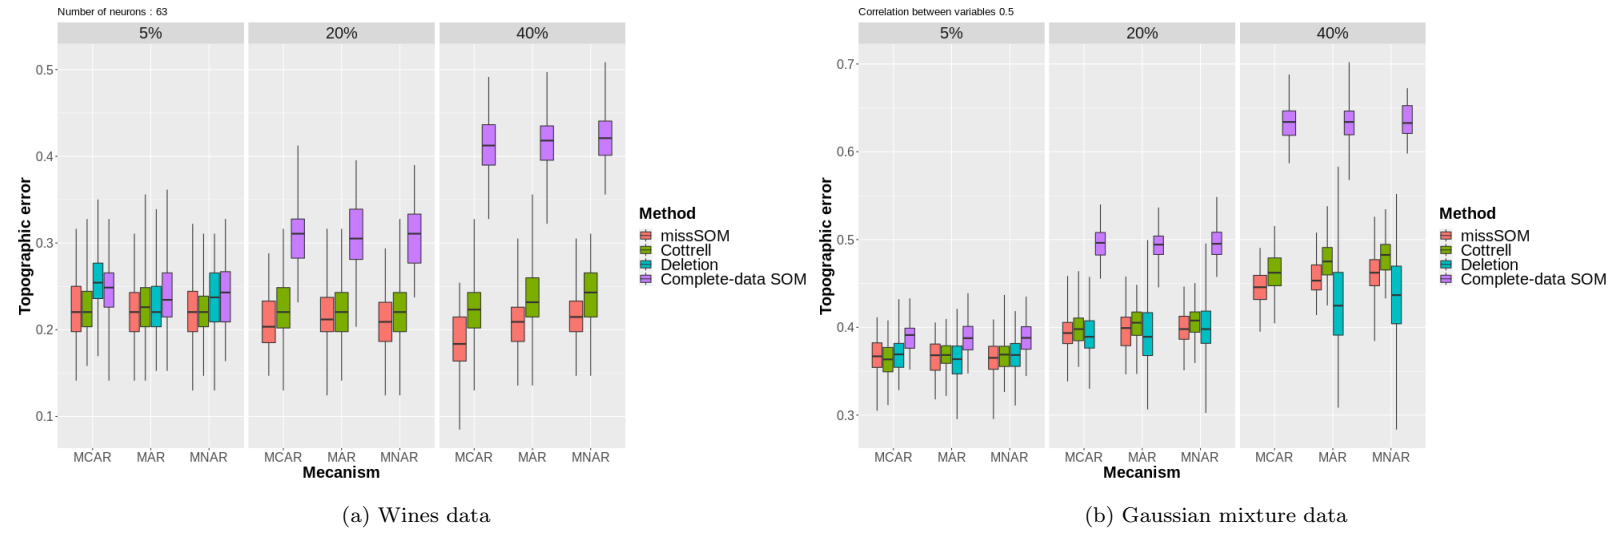 Number of neurons : 63
5%
20%
40%
0.5
0.4
0.3
0.2
0.1
Topographic error
MCAR
MAR
MNAR
MCAR
MAR
MNAR
MCAR
MAR
MNAR
Mecanism
Method
missSOM
Cottrell
Deletion
Complete-data SOM
(a) Wines data
Correlation between variables 0.5
5%
20%
40%
0.7
0.6
0.5
0.4
0.3
Topographic error
MCAR
MAR
MNAR
MCAR
MAR
MNAR
MCAR
MAR
MNAR
Mecanism
Method
missSOM
Cottrell
Deletion
Complete-data SOM
(b) Gaussian mixture data